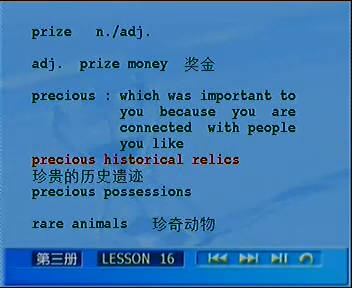 prize n./adj.
adj. prize money 奖金
precious : which was important to
you because you are
connected with people
you like
precious historical relics
珍贵的历史遗迹
precious possessions
rare animals 珍奇动物
第三册 LESSON 16